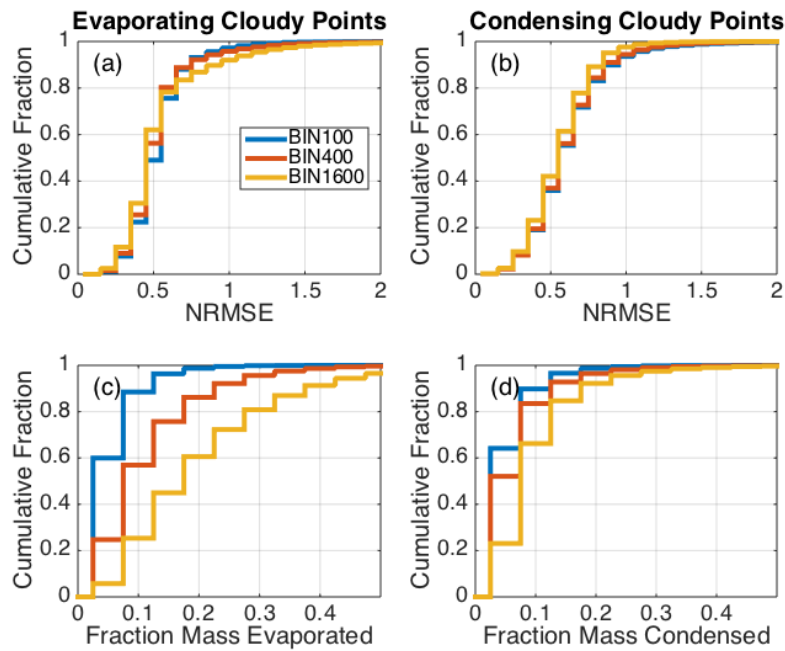 Evaporating Cloudy Points
Condensing Cloudy Points
(a)
(b)
1
0.8
0.6
0.4
0.2
0
Cumulative Fraction
BIN100
BIN400
BIN1600
0 0.5 1 1.5 2
NRMSE
1
0.8
0.6
0.4
0.2
0
Cumulative Fraction
0 0.5 1 1.5 2
NRMSE
(c)
(d)
1
0.8
0.6
0.4
0.2
0
Cumulative Fraction
0 0.1 0.2 0.3 0.4
Fraction Mass Evaporated
1
0.8
0.6
0.4
0.2
0
Cumulative Fraction
0 0.1 0.2 0.3 0.4
Fraction Mass Condensed